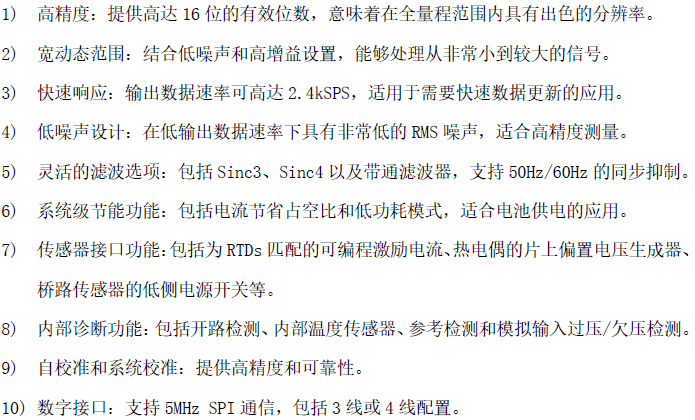 1) 高精度：提供高达 16 位的有效位数，意味着在全量程范围内具有出色的分辨率。
2) 宽动态范围：结合低噪声和高增益设置，能够处理从非常小到较大的信号。
3) 快速响应：输出数据速率可高达 2.4kSPS，适用于需要快速数据更新的应用。
4) 低噪声设计：在低输出数据速率下具有非常低的 RMS 噪声，适合高精度测量。
5) 灵活的滤波选项：包括 Sinc3、Sinc4 以及带通滤波器，支持 50Hz/60Hz 的同步抑制。
6) 系统级节能功能：包括电流节省占空比和低功耗模式，适合电池供电的应用。
7) 传感器接口功能：包括为 RTDs 匹配的可编程激励电流、热电偶的片上偏置电压生成器、
桥路传感器的低侧电源开关等。
8) 内部诊断功能：包括开路检测、内部温度传感器、参考检测和模拟输入过压/欠压检测。
9) 自校准和系统校准：提供高精度和可靠性。
10) 数字接口：支持 5MHz SPI 通信，包括 3 线或 4 线配置。